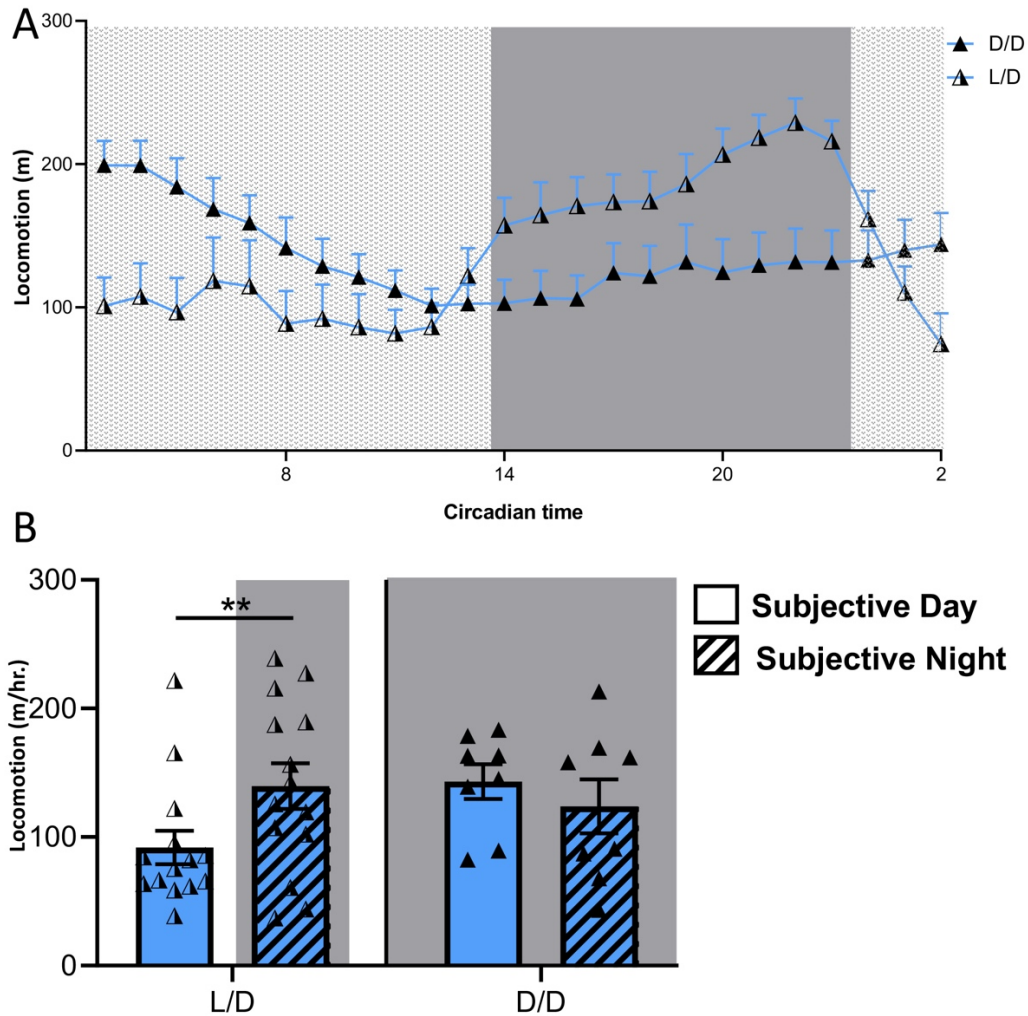 A
300
200
100
0
Locomotion (m)
8
14
20
2
Circadian time
D/D
L/D
B
300
200
100
0
Locomotion (m/hr.)
**
L/D
D/D
Subjective Day
Subjective Night